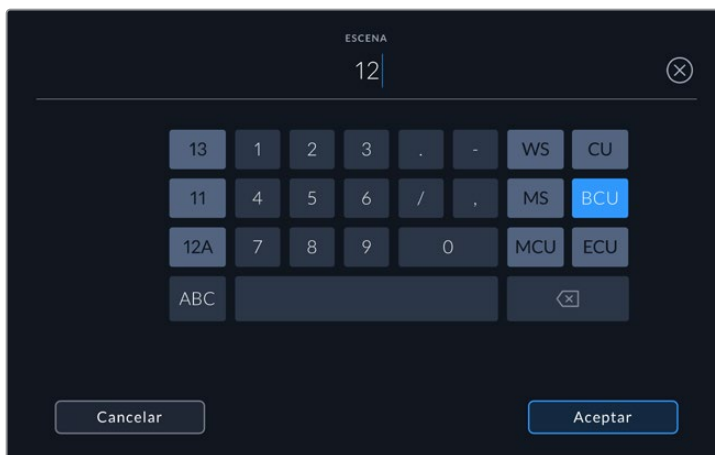 ESCENA
12
13 1 2 3 . - WS CU
11 4 5 6 / , MS BCU
12A 7 8 9 0 MCU ECU
ABC
Cancelar Aceptar